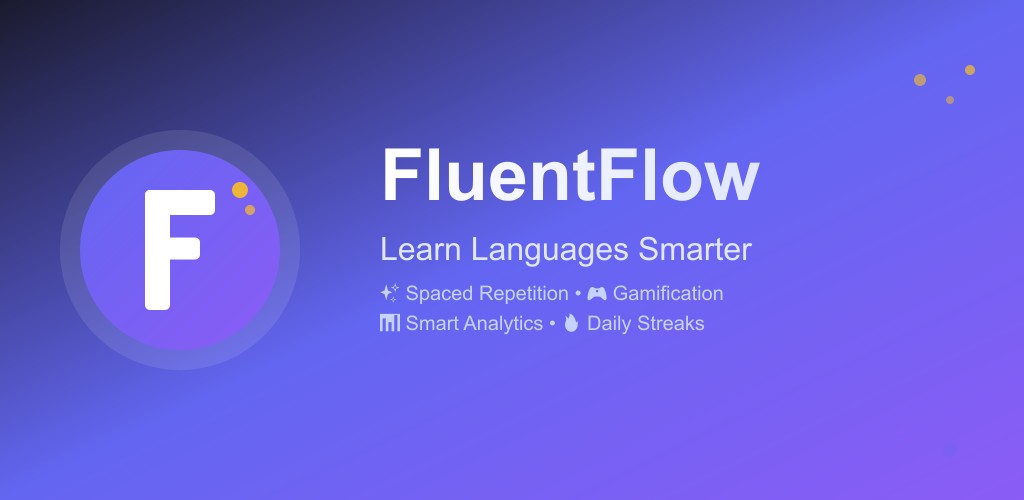 F
FluentFlow
Learn Languages Smarter
✨ Spaced Repetition • 🎮 Gamification
📊 Smart Analytics • 🔥 Daily Streaks